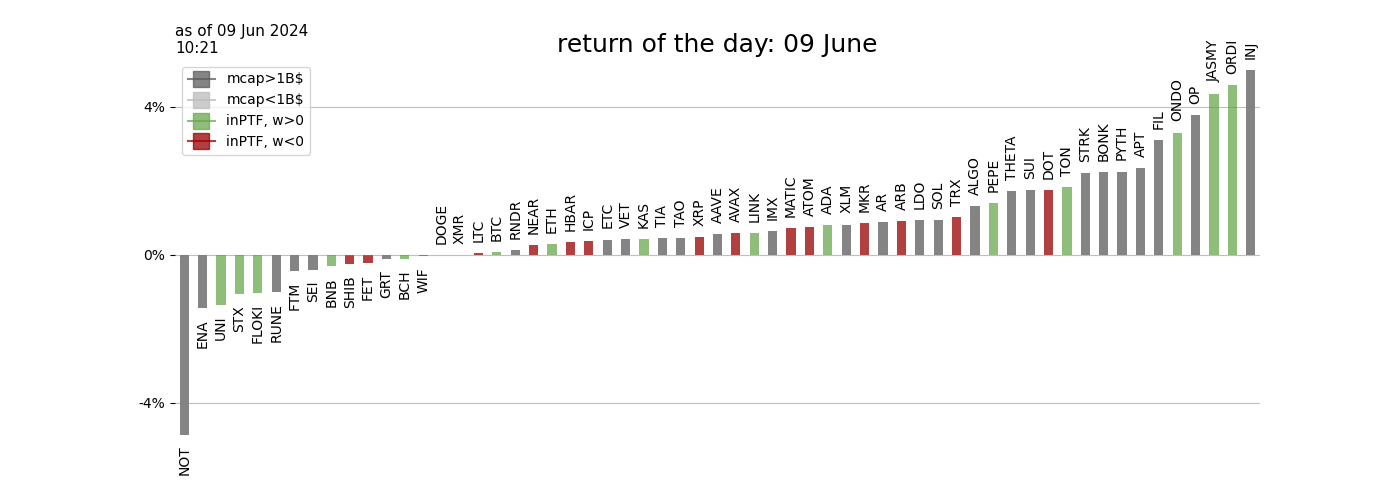 as of 09 Jun 2024
10:21
return of the day: 09 June
mcap>1B$
mcap<1B$
inPTF, w>0
inPTF, w<0
4%
0%
-4%
NOT
ENA
UNI
STX
FLOKI
RUNE
FTM
SEI
BNB
SHIB
FET
GRT
BCH
WIF
DOGE
XMR
LTC
BTC
RNDR
NEAR
ETH
HBAR
ICP
ETC
VET
KAS
TIA
TAO
XRP
AAVE
AVAX
LINK
IMX
MATIC
ATOM
ADA
XLM
MKR
AR
ARB
LDO
SOL
TRX
ALGO
PEPE
THETA
SUI
DOT
TON
STRK
BONK
PYTH
APT
FIL
ONDO
OP
JASMY
ORDI
INJ